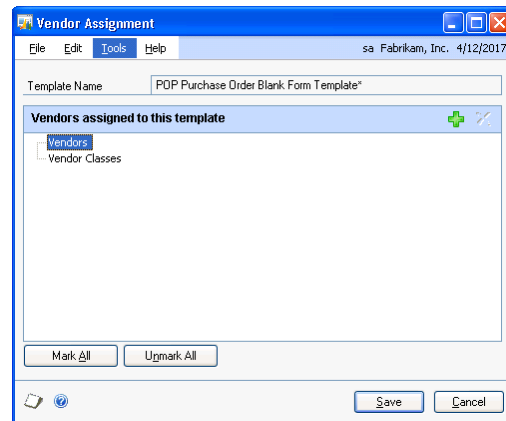 Vendor Assignment
File Edit Tools Help sa Fabrikam, Inc. 4/12/2017
Template Name POP Purchase Order Blank Form Template*
Vendors assigned to this template
Vendors
Vendor Classes
Mark All Unmark All
Save Cancel